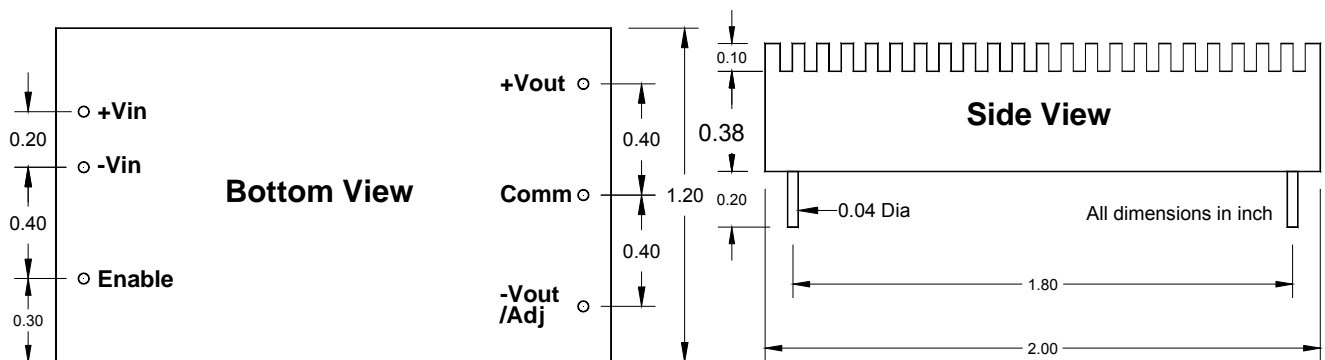 +Vin
0.20
-Vin
0.40
Enable
0.30
Bottom View
+Vout
0.40
Comm
0.40
-Vout
/Adj
1.20
0.10
0.38
0.20
Side View
0.04 Dia
All dimensions in inch
1.80
2.00